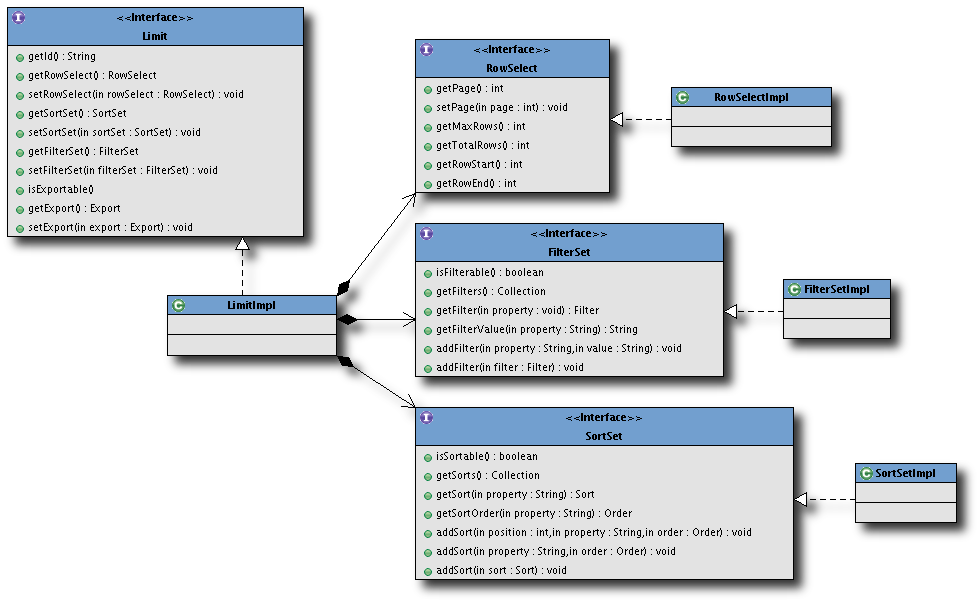 I
<<Interface>>
Limit
getId() : String
getRowSelect() : RowSelect
setRowSelect(in rowSelect : RowSelect) : void
getSortSet() : SortSet
setSortSet(in sortSet : SortSet) : void
getFilterSet() : FilterSet
setFilterSet(in filterSet : FilterSet) : void
isExportable()
getExport() : Export
setExport(in export : Export) : void
C LimitImpl
I
<<Interface>>
RowSelect
getPage() : int
setPage(in page : int) : void
getMaxRows() : int
getTotalRows() : int
getRowStart() : int
getRowEnd() : int
C RowSelectImpl
I
<<Interface>>
FilterSet
isFilterable() : boolean
getFilters() : Collection
getFilter(in property : void) : Filter
getFilterValue(in property : String) : String
addFilter(in property : String,in value : String) : void
addFilter(in filter : Filter) : void
C FilterSetImpl
I
<<Interface>>
SortSet
isSortable() : boolean
getSorts() : Collection
getSort(in property : String) : Sort
getSortOrder(in property : String) : Order
addSort(in position : int,in property : String,in order : Order) : void
addSort(in property : String,in order : Order) : void
addSort(in sort : Sort) : void
C SortSetImpl